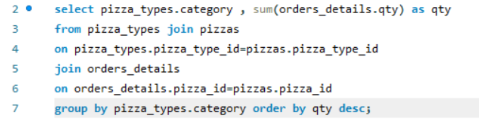 2 select pizza_types.category , sum(orders_details.qty) as qty
3 from pizza_types join pizzas
4 on pizza_types.pizza_type_id=pizzas.pizza_type_id
5 join orders_details
6 on orders_details.pizza_id=pizzas.pizza_id
7 group by pizza_types.category order by qty desc;